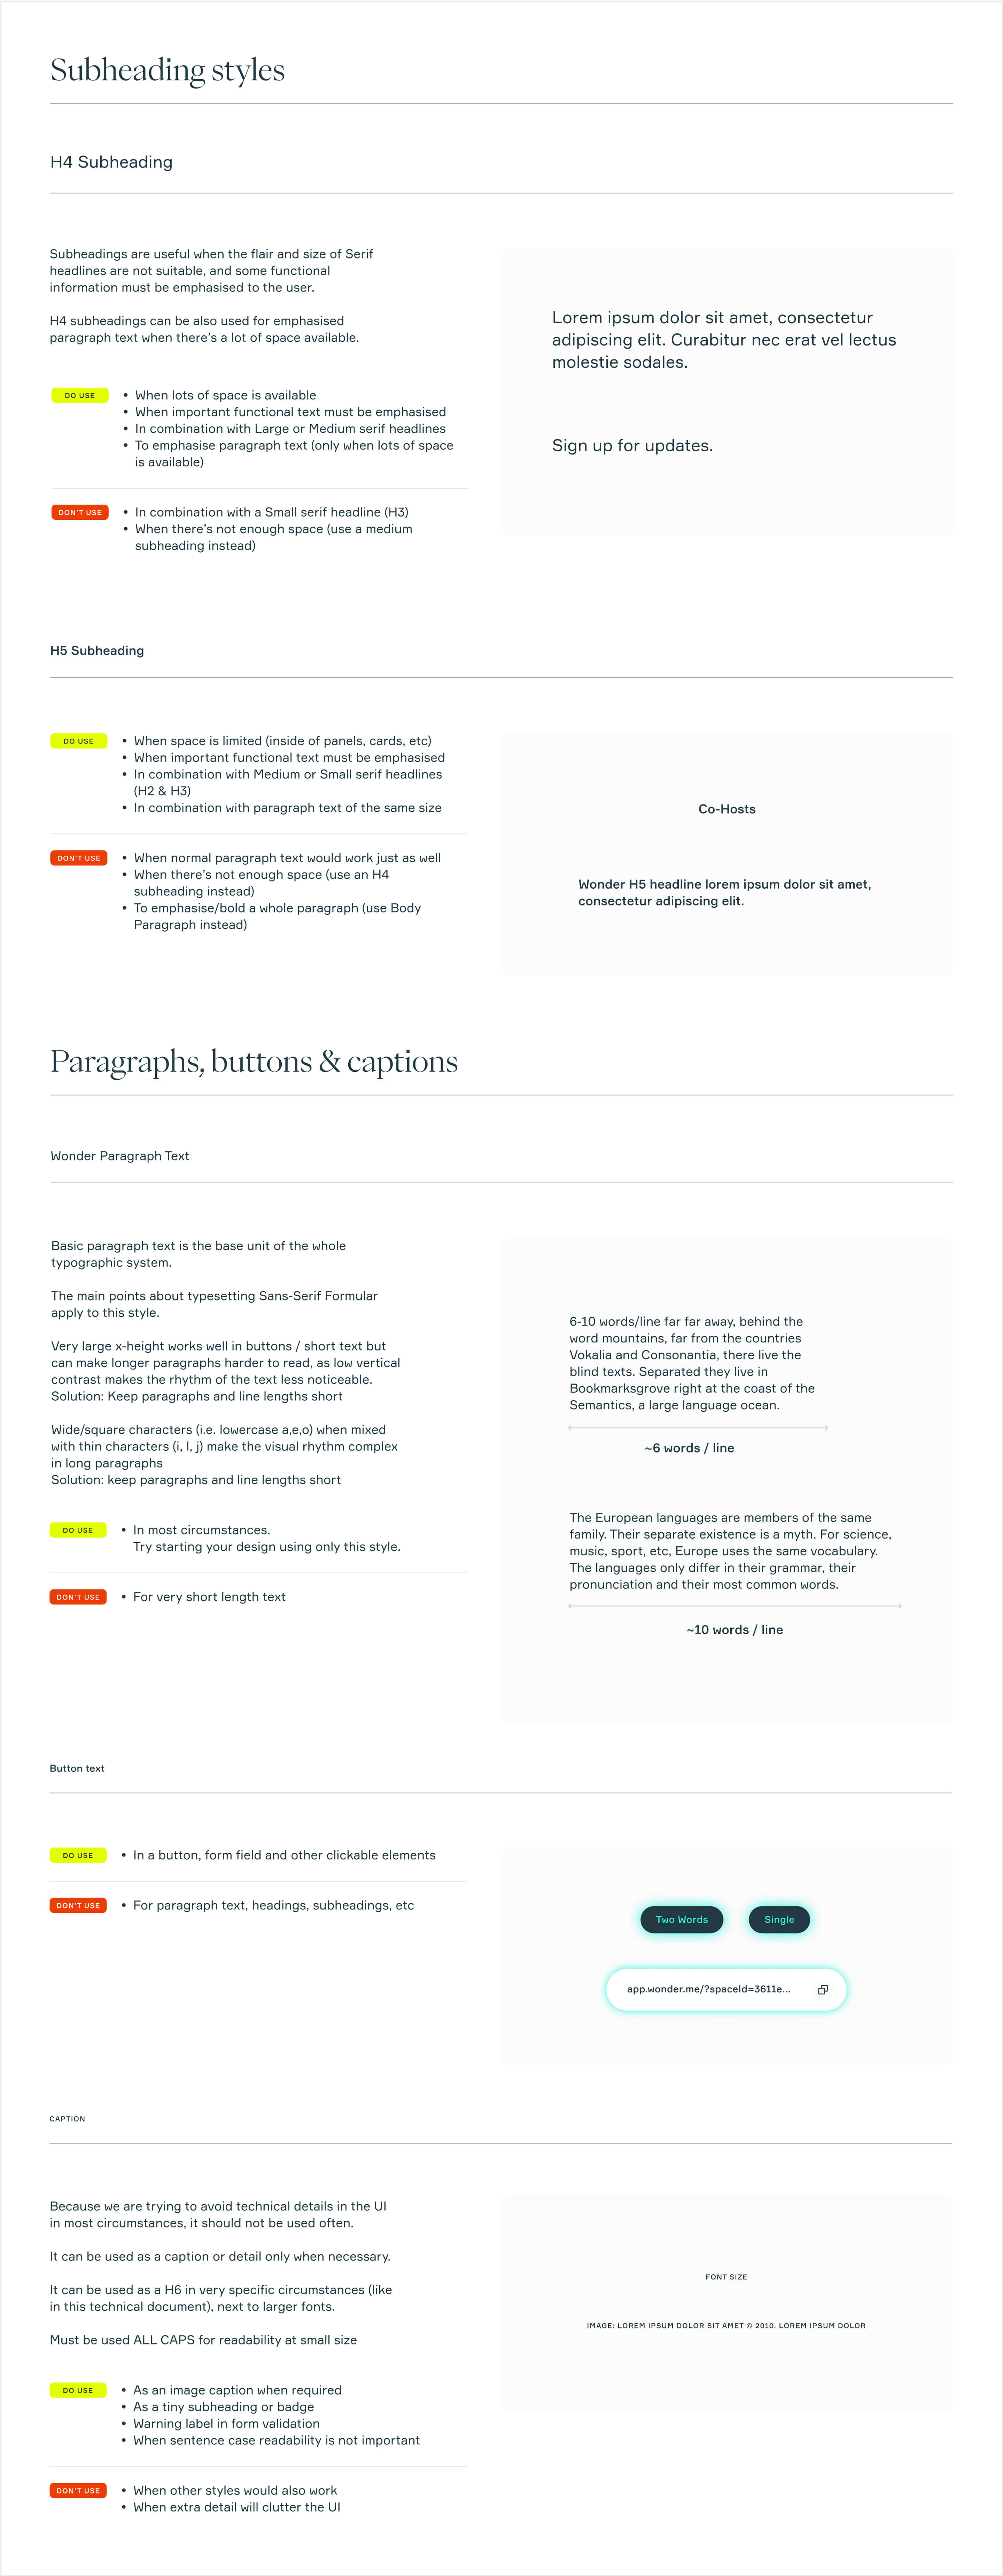 Subheading styles
H4 Subheading
Subheadings are useful when the flair and size of Serif
headlines are not suitable, and some functional
information must be emphasised to the user.
H4 subheadings can be also used for emphasised
paragraph text when there's a lot of space available.
DO USE
• When lots of space is available
• When important functional text must be emphasised
• In combination with Large or Medium serif headlines
• To emphasise paragraph text (only when lots of space
is available)
DON'T USE
• In combination with a Small serif headline (H3)
• When there's not enough space (use a medium
subheading instead)
Lorem ipsum dolor sit amet, consectetur
adipiscing elit. Curabitur nec erat vel lectus
molestie sodales.
Sign up for updates.
H5 Subheading
DO USE
• When space is limited (inside of panels, cards, etc)
• When important functional text must be emphasised
• In combination with Medium or Small serif headlines
(H2 & H3)
• In combination with paragraph text of the same size
DON'T USE
• When normal paragraph text would work just as well
• When there's not enough space (use an H4
subheading instead)
• To emphasise/bold a whole paragraph (use Body
Paragraph instead)
Co-Hosts
Wonder H5 headline lorem ipsum dolor sit amet,
consectetur adipiscing elit.
Paragraphs, buttons & captions
Wonder Paragraph Text
Basic paragraph text is the base unit of the whole
typographic system.
The main points about typesetting Sans-Serif Formular
apply to this style.
Very large x-height works well in buttons / short text but
can make longer paragraphs harder to read, as low vertical
contrast makes the rhythm of the text less noticeable.
Solution: Keep paragraphs and line lengths short
Wide/square characters (i.e. lowercase a,e,o) when mixed
with thin characters (i, l, j) make the visual rhythm complex
in long paragraphs
Solution: keep paragraphs and line lengths short
DO USE
• In most circumstances.
Try starting your design using only this style.
DON'T USE
• For very short length text
6-10 words/line far far away, behind the
word mountains, far from the countries
Vokalia and Consonantia, there live the
blind texts. Separated they live in
Bookmarksgrove right at the coast of the
Semantics, a large language ocean.
~6 words / line
The European languages are members of the same
family. Their separate existence is a myth. For science,
music, sport, etc, Europe uses the same vocabulary.
The languages only differ in their grammar, their
pronunciation and their most common words.
~10 words / line
Button text
DO USE
• In a button, form field and other clickable elements
DON'T USE
• For paragraph text, headings, subheadings, etc
Two Words
Single
app.wonder.me/?spaceId=3611e...
CAPTION
Because we are trying to avoid technical details in the UI
in most circumstances, it should not be used often.
It can be used as a caption or detail only when necessary.
It can be used as a H6 in very specific circumstances (like
in this technical document), next to larger fonts.
Must be used ALL CAPS for readability at small size
DO USE
• As an image caption when required
• As a tiny subheading or badge
• Warning label in form validation
• When sentence case readability is not important
DON'T USE
• When other styles would also work
• When extra detail will clutter the UI
FONT SIZE
IMAGE: LOREM IPSUM DOLOR SIT AMET © 2010. LOREM IPSUM DOLOR